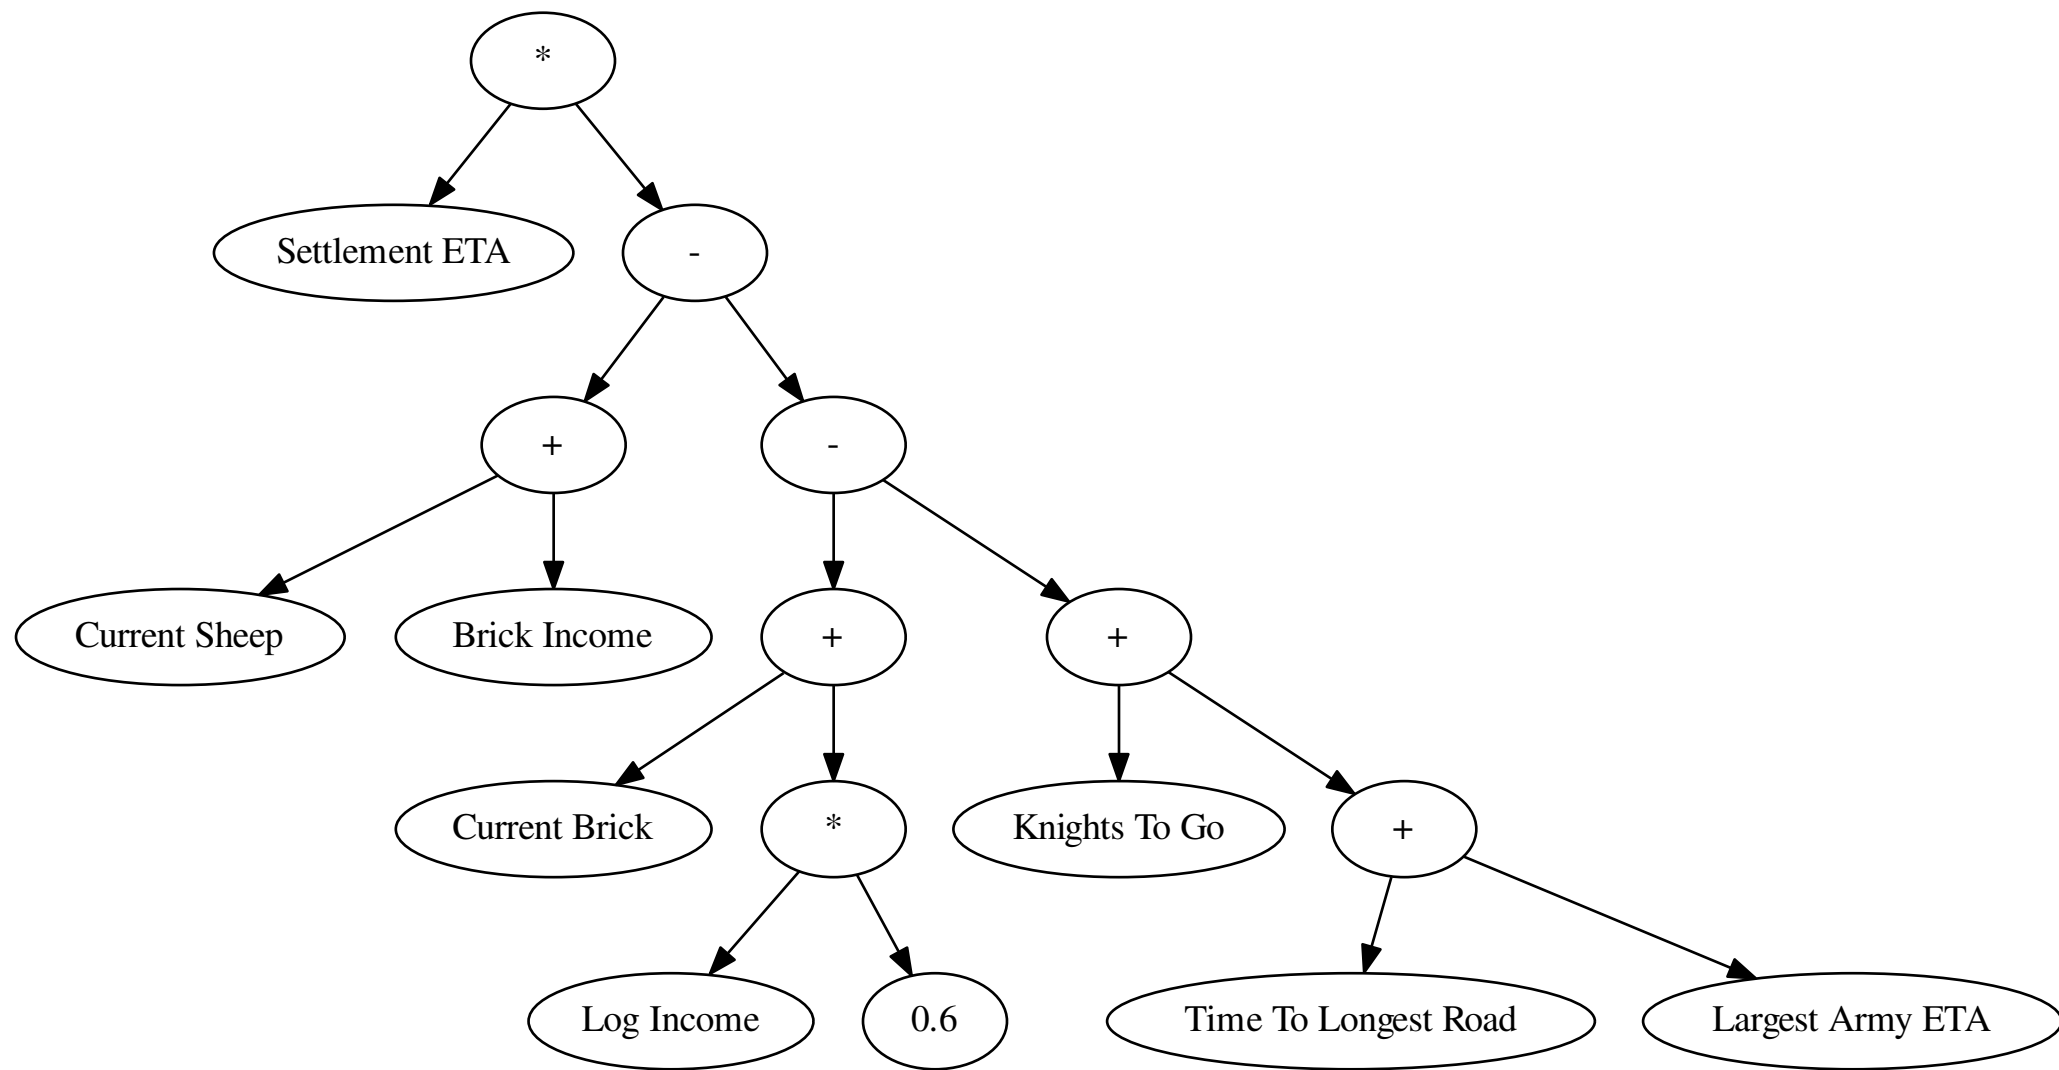 *
Settlement ETA
-
+
-
Current Sheep
Brick Income
+
+
Current Brick
*
Knights To Go
+
Log Income
0.6
Time To Longest Road
Largest Army ETA